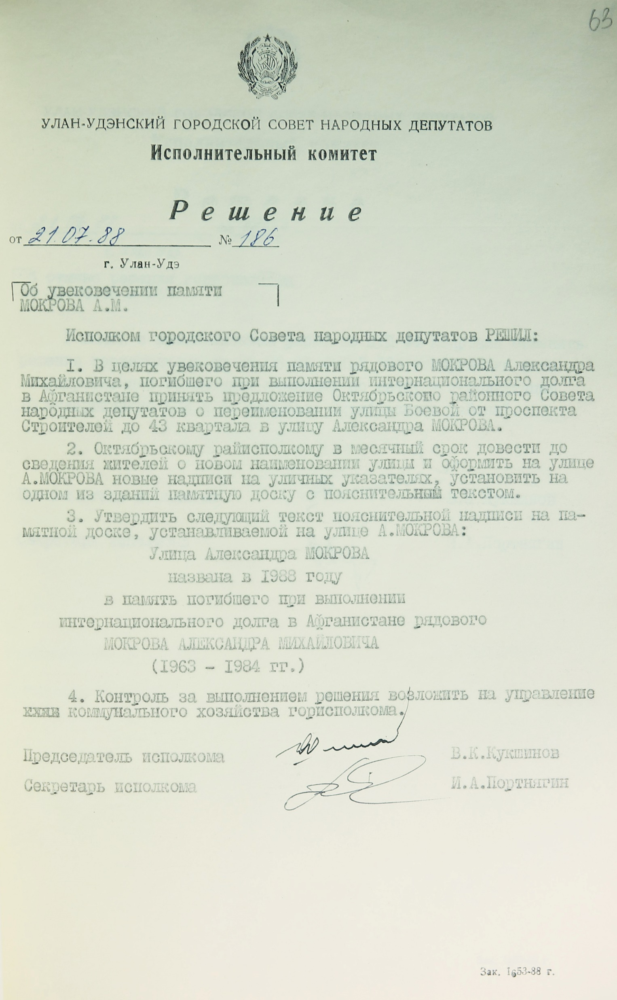 63
УЛАН-УДЭНСКИЙ ГОРОДСКОЙ СОВЕТ НАРОДНЫХ ДЕПУТАТОВ
Исполнительный комитет
Решение
от 21.07.88 № 186
г. Улан-Удэ
Об увековечении памяти
МОКРОВА А.М.
Исполком городского Совета народных депутатов РЕШИЛ:
I. В целях увековечения памяти рядового МОКРОВА Александра
Михайловича, погибшего при выполнении интернационального долга
в Афганистане принять предложение Октябрьского районного Совета
народных депутатов о переименовании улицы Боевой от проспекта
Строителей до 43 квартала в улицу Александра МОКРОВА.
2. Октябрьскому райисполкому в месячный срок довести до
сведения жителей о новом наименовании улицы и оформить на улице
А.МОКРОВА новые надписи на уличных указателях, установить на
одном из зданий памятную доску с пояснительным текстом.
3. Утвердить следующий текст пояснительной надписи на па-
мятной доске, устанавливаемой на улице А.МОКРОВА:
Улица Александра МОКРОВА
названа в I988 году
в память погибшего при выполнении
интернационального долга в Афганистане рядового
МОКРОВА АЛЕКСАНДРА МИХАЙЛОВИЧА
(I963 - I984 гг.)
4. Контроль за выполнением решения возложить на управление
коммунального хозяйства горисполкома.
Председатель исполкома В.К.Кукшинов
Секретарь исполкома И.А.Портнягин
Зак. 1653-88 г.